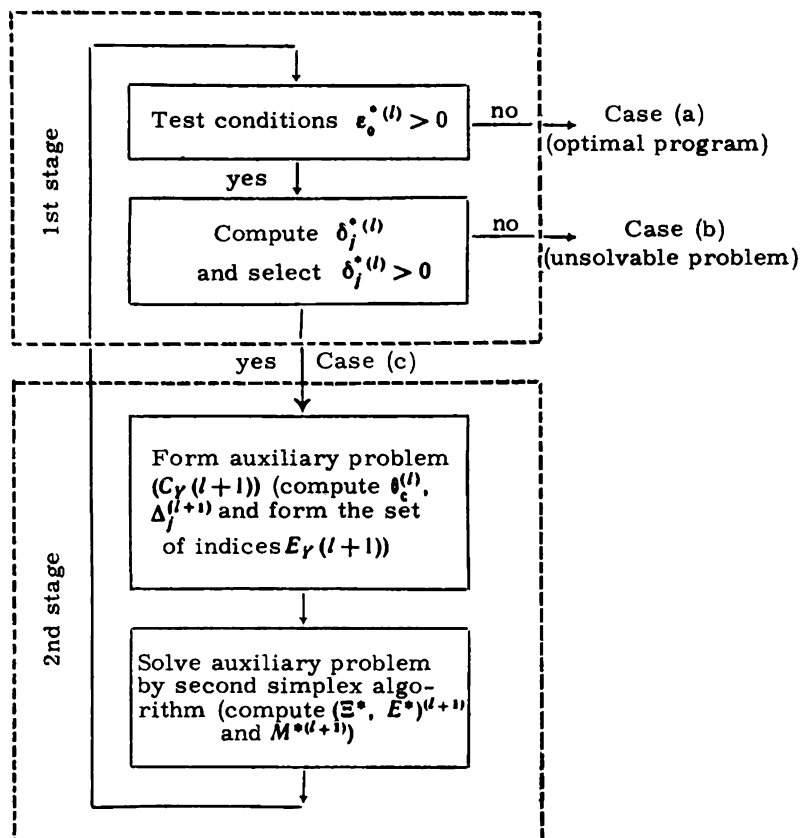 1st stage
Test conditions ε₀*⁽ˡ⁾ > 0
no
Case (a)
(optimal program)
yes
Compute δⱼ*⁽ˡ⁾
and select δⱼ*⁽ˡ⁾ > 0
no
Case (b)
(unsolvable problem)
yes Case (c)
2nd stage
Form auxiliary problem
(C_γ (l+1)) (compute θ_c⁽ˡ⁾,
Δⱼ⁽ˡ⁺¹⁾ and form the set
of indices E_γ (l+1))
Solve auxiliary problem
by second simplex algo-
rithm (compute (Ξ*, E*)⁽ˡ⁺¹⁾
and M*⁽ˡ⁺¹⁾)